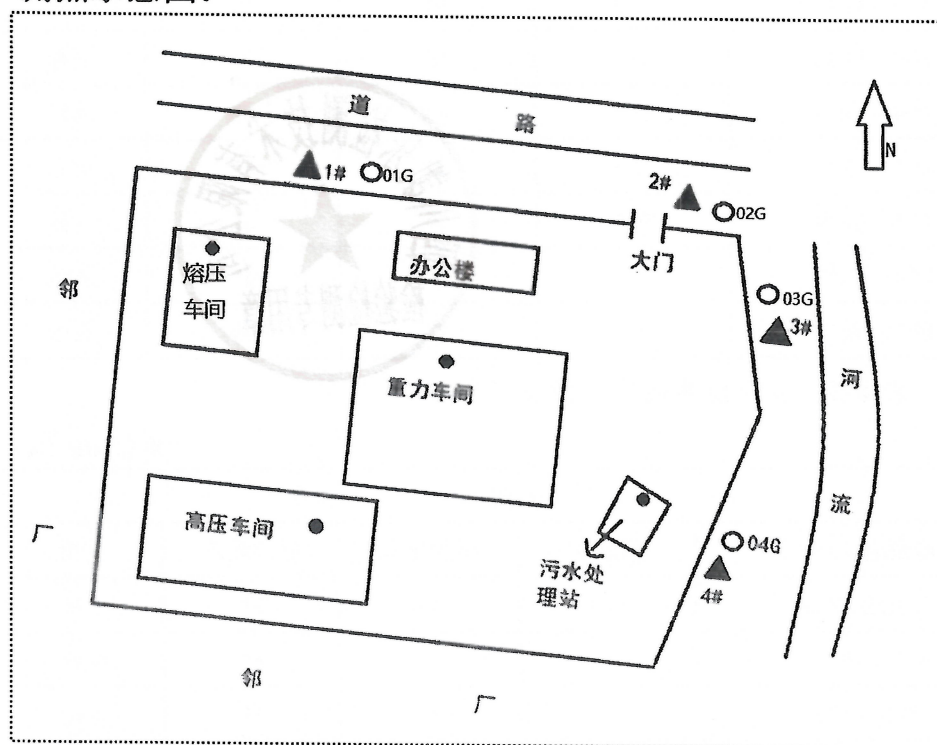 道 路
N
1# 01G
2#
02G
大门
办公楼
熔压
车间
邻
03G
3#
河
重力车间
流
高压车间
厂
04G
污水处
理站
4#
邻
厂